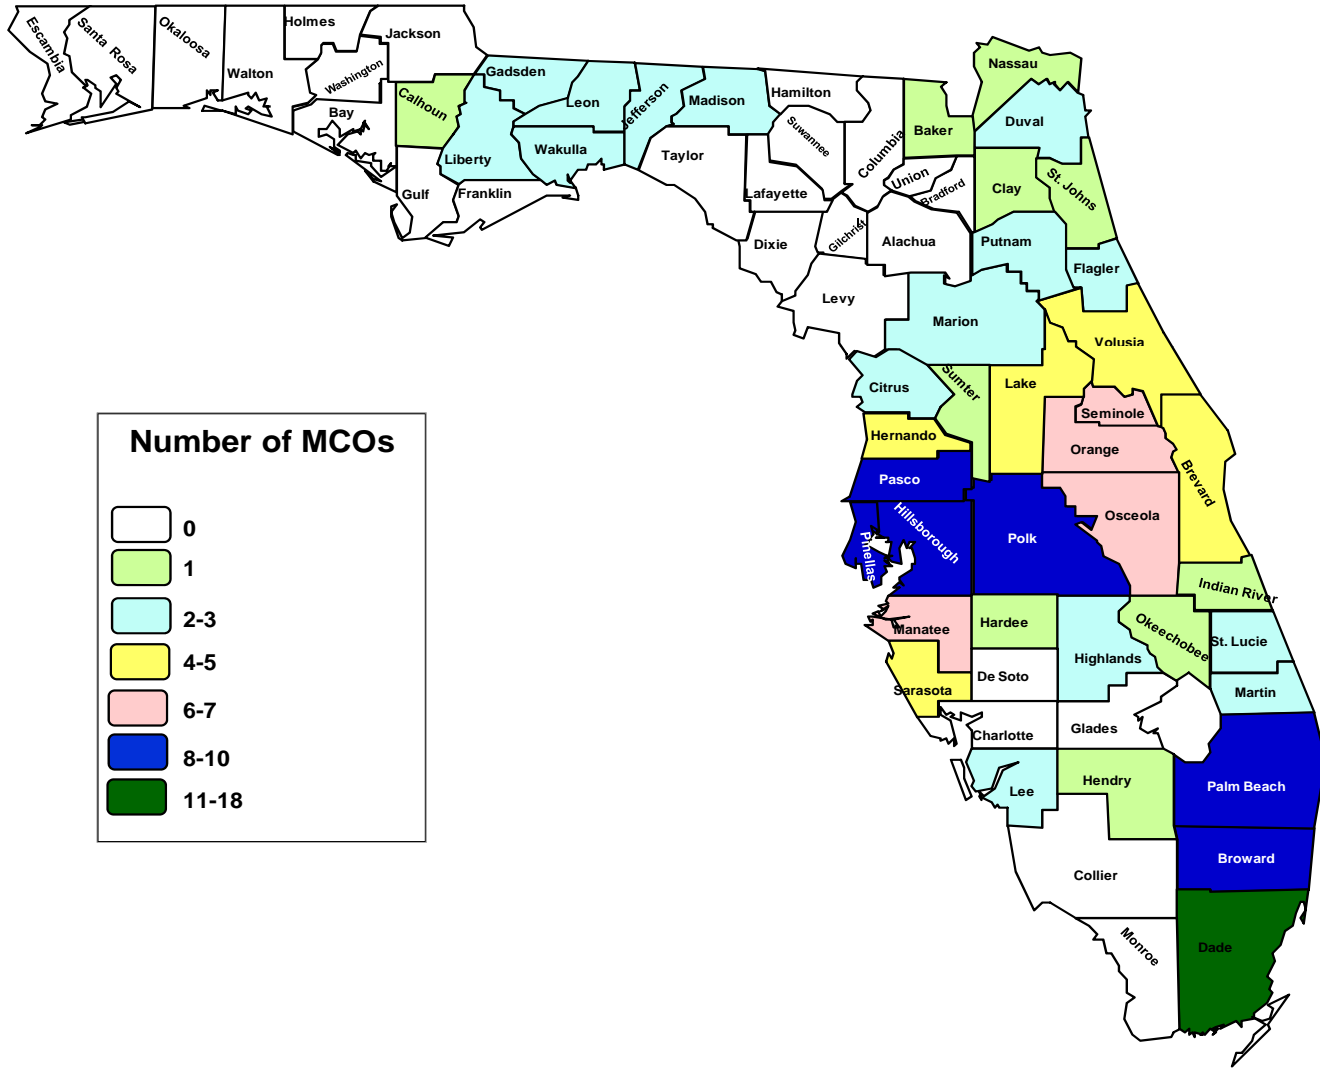 Escambia
Santa Rosa
Okaloosa
Walton
Holmes
Jackson
Washington
Bay
Calhoun
Gulf
Gadsden
Liberty
Franklin
Leon
Wakulla
Jefferson
Madison
Taylor
Hamilton
Suwannee
Lafayette
Dixie
Columbia
Gilchrist
Baker
Union
Bradford
Alachua
Levy
Nassau
Duval
Clay
St. Johns
Putnam
Flagler
Marion
Volusia
Citrus
Sumter
Lake
Seminole
Hernando
Orange
Brevard
Pasco
Osceola
Pinellas
Hillsborough
Polk
Indian River
Manatee
Hardee
Okeechobee
St. Lucie
Highlands
De Soto
Sarasota
Martin
Charlotte
Glades
Lee
Hendry
Palm Beach
Broward
Collier
Monroe
Dade
Number of MCOs
0
1
2-3
4-5
6-7
8-10
11-18